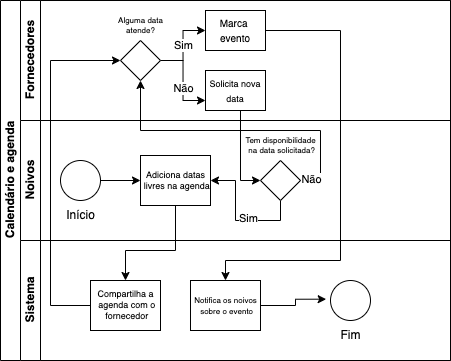 Calendário e agenda
Fornecedores
Alguma data
atende?
Sim
Não
Marca
evento
Solicita nova
data
Noivos
Início
Adiciona datas
livres na agenda
Tem disponibilidade
na data solicitada?
Não
Sim
Sistema
Compartilha a
agenda com o
fornecedor
Notifica os noivos
sobre o evento
Fim